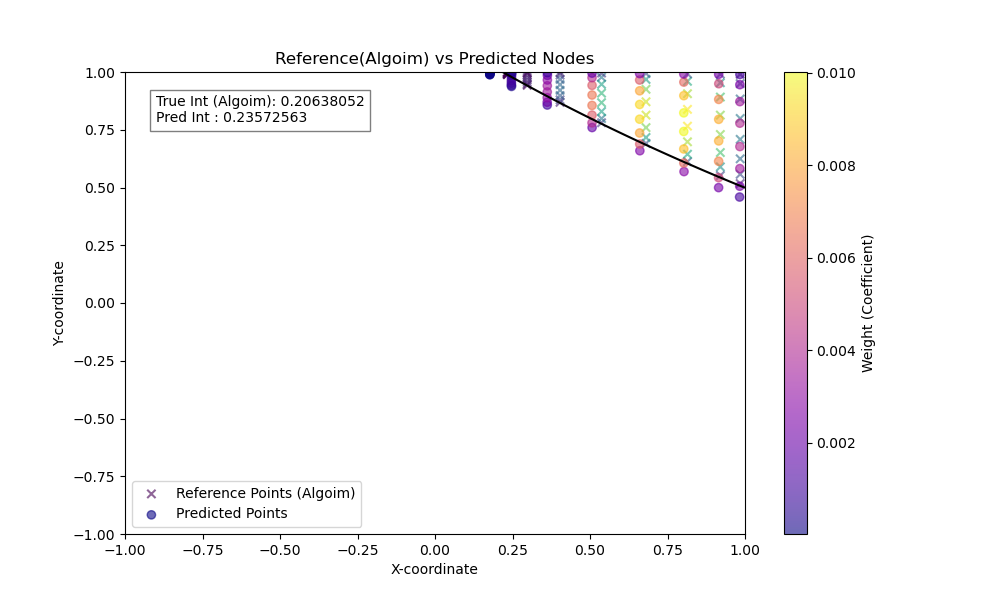 Reference(Algoim) vs Predicted Nodes
True Int (Algoim): 0.20638052
Pred Int : 0.23572563
1.00
0.75
0.50
0.25
0.00
−0.25
−0.50
−0.75
−1.00
Y-coordinate
Reference Points (Algoim)
Predicted Points
−1.00 −0.75 −0.50 −0.25 0.00 0.25 0.50 0.75 1.00
X-coordinate
0.010
0.008
0.006
0.004
0.002
Weight (Coefficient)